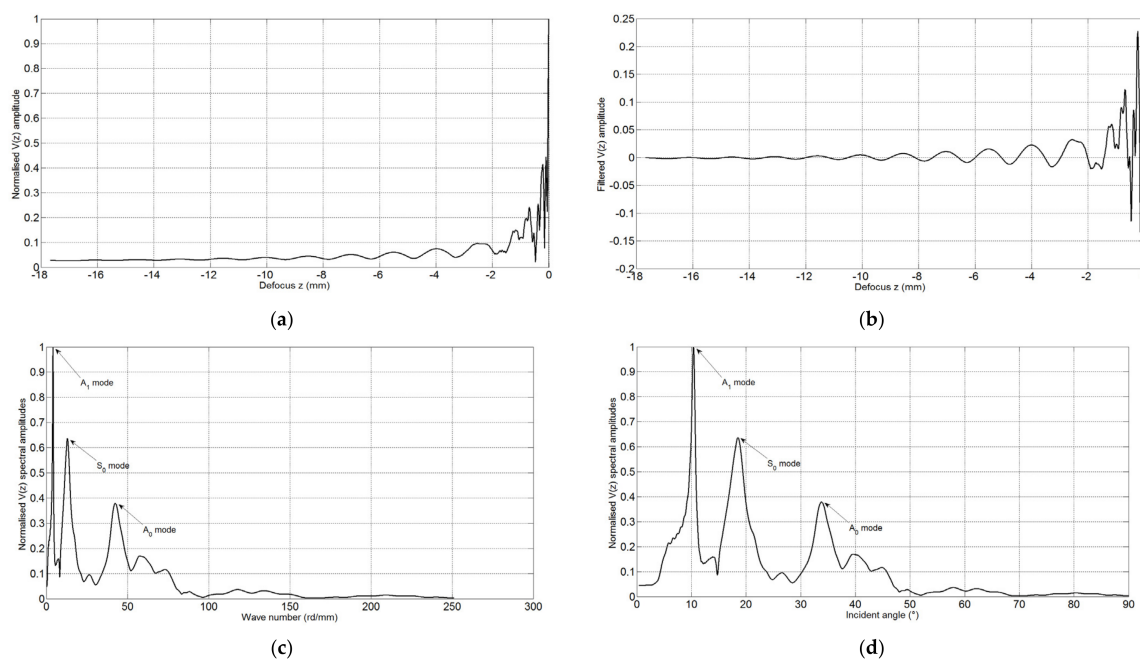 1
0.9
0.8
0.7
0.6
0.5
0.4
0.3
0.2
0.1
0
Normalised V(z) amplitude
-18 -16 -14 -12 -10 -8 -6 -4 -2 0
Defocus z (mm)
(a)
0.25
0.2
0.15
0.1
0.05
0
-0.05
-0.1
-0.15
-0.2
Filtered V(z) amplitude
-18 -16 -14 -12 -10 -8 -6 -4 -2
Defocus z (mm)
(b)
1
0.9
0.8
0.7
0.6
0.5
0.4
0.3
0.2
0.1
0
Normalised V(z) spectral amplitudes
A1 mode
S0 mode
A0 mode
0 50 100 150 200 250 300
Wave number (rd/mm)
(c)
1
0.9
0.8
0.7
0.6
0.5
0.4
0.3
0.2
0.1
0
Normalised V(z) spectral amplitudes
A1 mode
S0 mode
A0 mode
0 10 20 30 40 50 60 70 80 90
Incident angle (°)
(d)